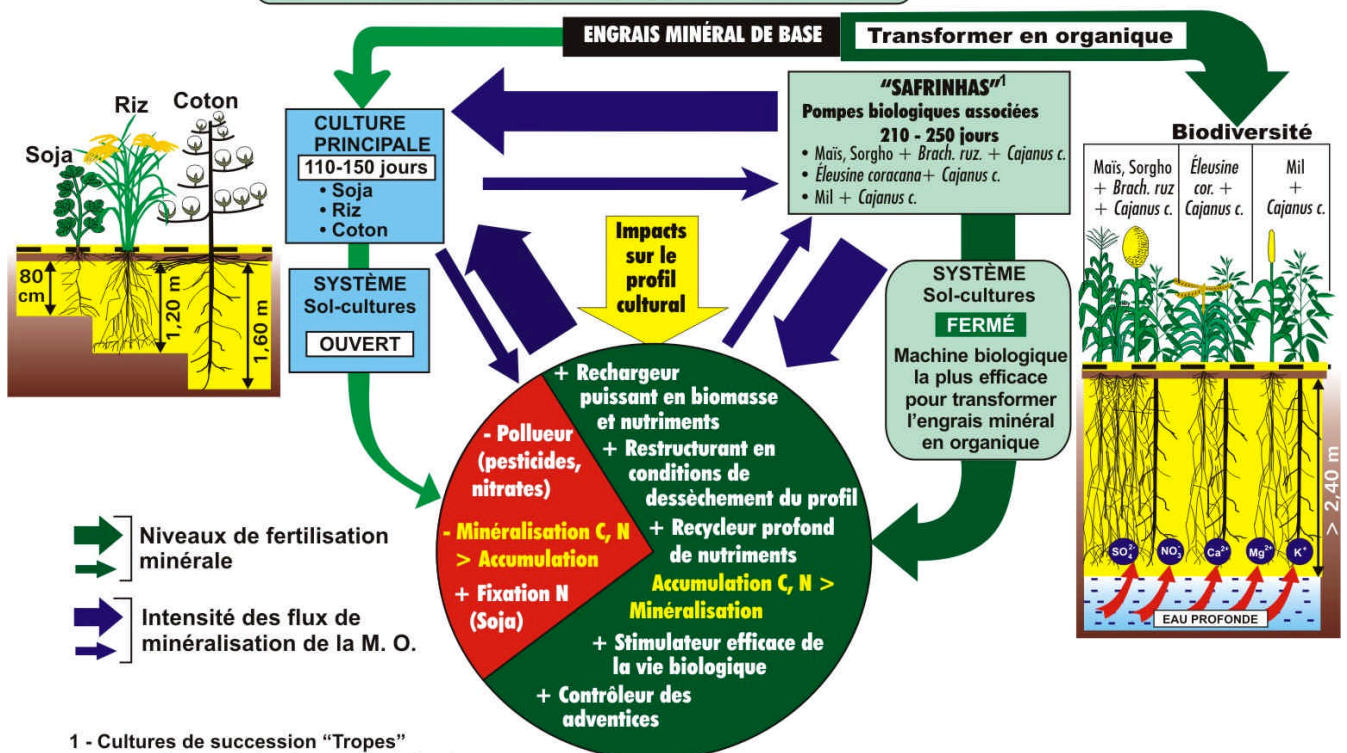 ENGRAIS MINÉRAL DE BASE
Transformer en organique
Soja
Riz
Coton
80
cm
1,20 m
1,60 m
CULTURE
PRINCIPALE
110-150 jours
• Soja
• Riz
• Coton
SYSTÈME
Sol-cultures
OUVERT
Impacts
sur le
profil
cultural
“SAFRINHAS”1
Pompes biologiques associées
210 - 250 jours
• Maïs, Sorgho + Brach. ruz. + Cajanus c.
• Éleusine coracana+ Cajanus c.
• Mil + Cajanus c.
SYSTÈME
Sol-cultures
FERMÉ
Machine biologique
la plus efficace
pour transformer
l’engrais minéral
en organique
Biodiversité
Maïs, Sorgho
+ Brach. ruz
+ Cajanus c.
Éleusine
cor. +
Cajanus c.
Mil
+
Cajanus c.
> 2,40 m
SO₄²⁻
NO₃⁻
Ca²⁺
Mg²⁺
K⁺
EAU PROFONDE
- Pollueur
(pesticides,
nitrates)
- Minéralisation C, N
> Accumulation
+ Fixation N
(Soja)
+ Rechargeur
puissant en biomasse
et nutriments
+ Restructurant en
conditions de
dessèchement du profil
+ Recycleur profond
de nutriments
Accumulation C, N >
Minéralisation
+ Stimulateur efficace de
la vie biologique
+ Contrôleur des
adventices
Niveaux de fertilisation
minérale
Intensité des flux de
minéralisation de la M. O.
1 - Cultures de succession “Tropes”